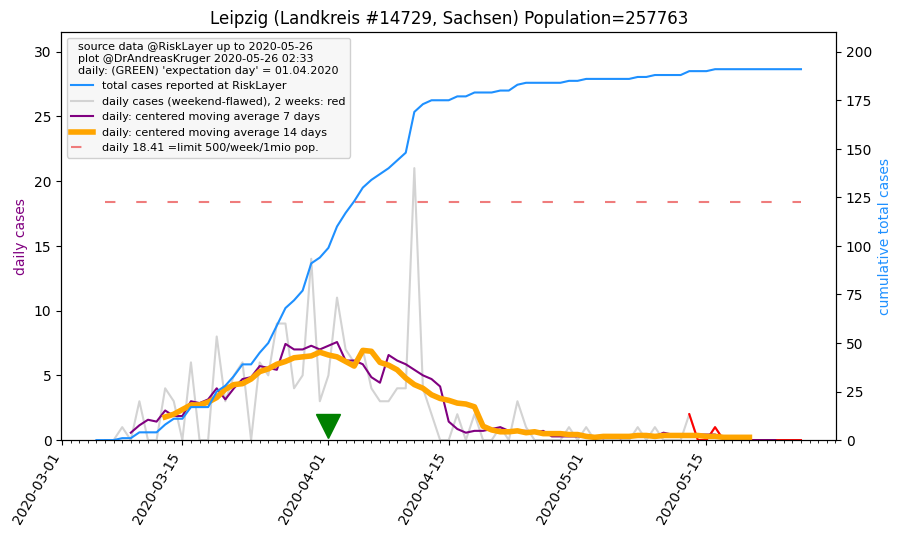 Leipzig (Landkreis #14729, Sachsen) Population=257763
source data @RiskLayer up to 2020-05-26
plot @DrAndreasKruger 2020-05-26 02:33
daily: (GREEN) 'expectation day' = 01.04.2020
total cases reported at RiskLayer
daily cases (weekend-flawed), 2 weeks: red
daily: centered moving average 7 days
daily: centered moving average 14 days
daily 18.41 =limit 500/week/1mio pop.
daily cases
30
25
20
15
10
5
0
cumulative total cases
200
175
150
125
100
75
50
25
0
2020-03-01
2020-03-15
2020-04-01
2020-04-15
2020-05-01
2020-05-15